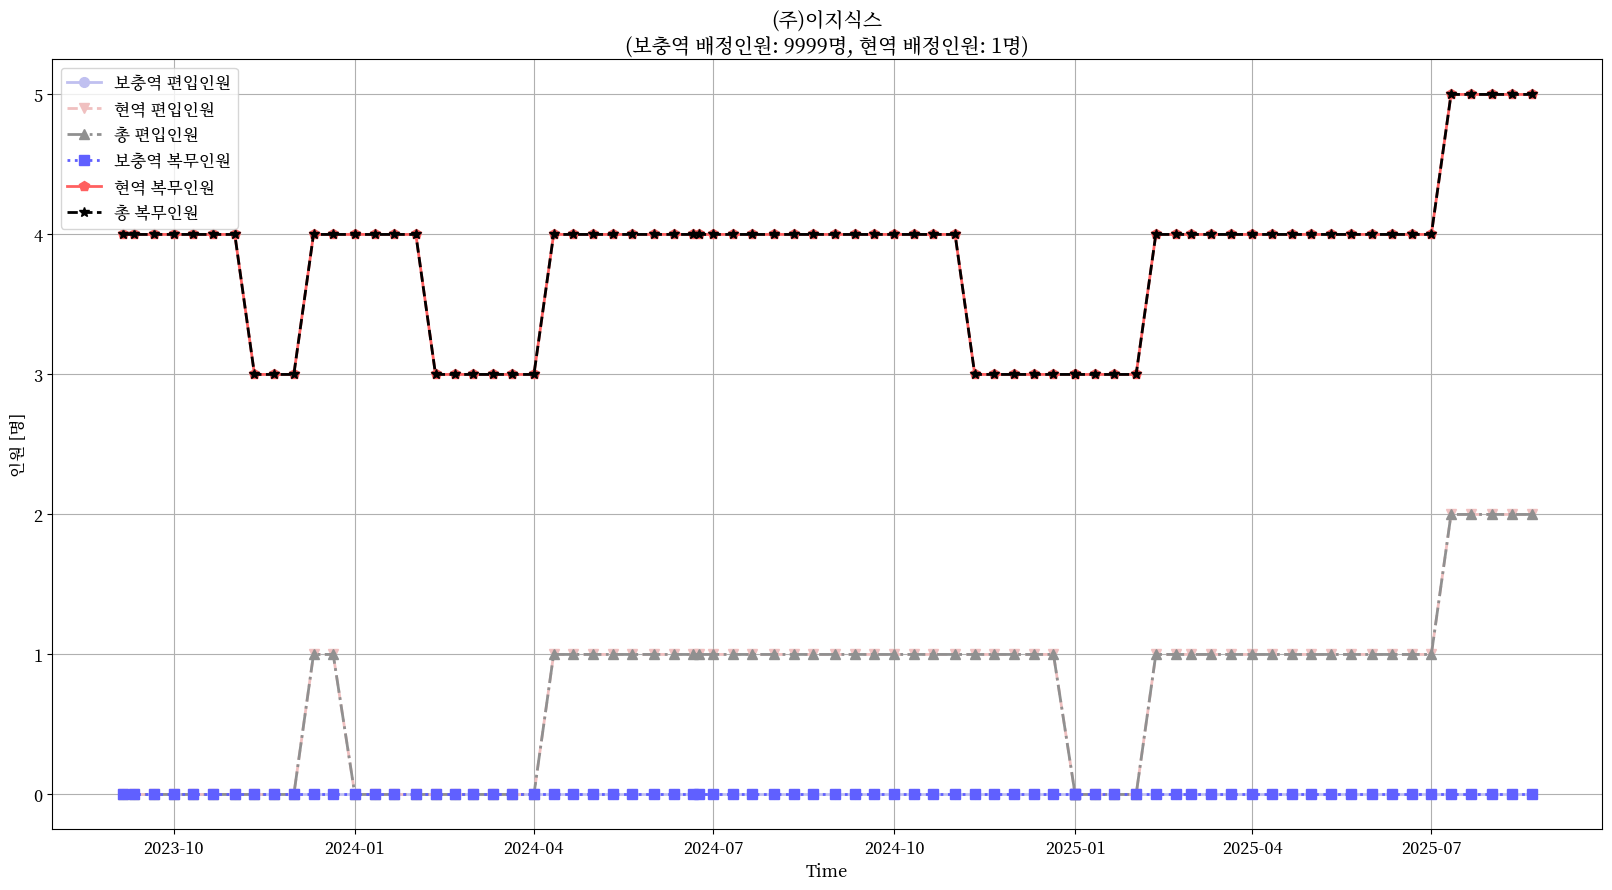 (주)이지식스
(보충역 배정인원: 9999명, 현역 배정인원: 1명)
보충역 편입인원
현역 편입인원
총 편입인원
보충역 복무인원
현역 복무인원
총 복무인원
5
4
3
2
1
0
인원 [명]
2023-10
2024-01
2024-04
2024-07
2024-10
2025-01
2025-04
2025-07
Time